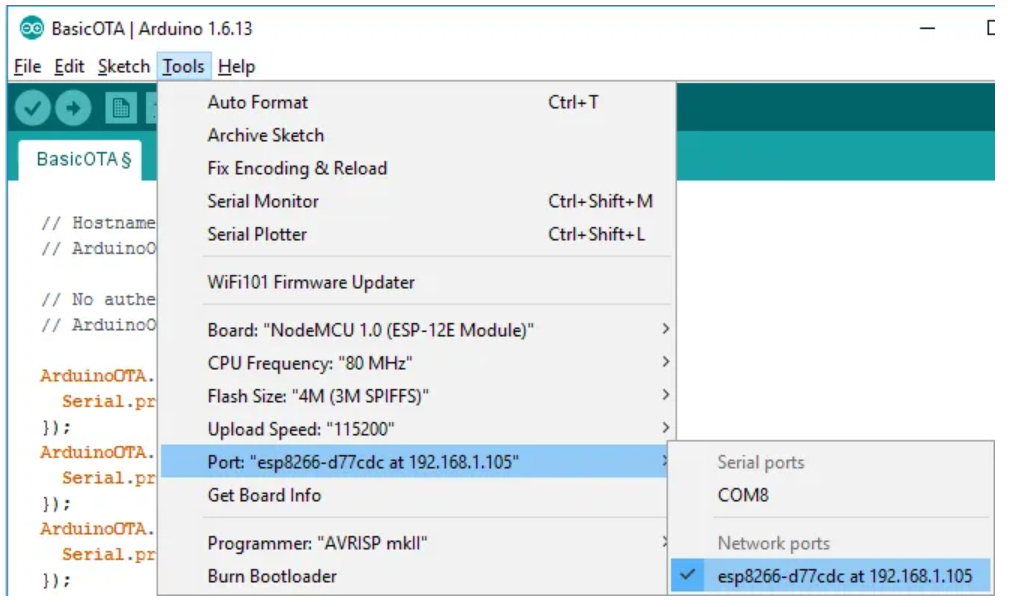 BasicOTA | Arduino 1.6.13
File Edit Sketch Tools Help
BasicOTA§
// Hostname
// ArduinoO
// No authe
// ArduinoO
ArduinoOTA.
Serial.pr
});
ArduinoOTA.
Serial.pr
});
ArduinoOTA.
Serial.pr
});
Auto Format Ctrl+T
Archive Sketch
Fix Encoding & Reload
Serial Monitor Ctrl+Shift+M
Serial Plotter Ctrl+Shift+L
WiFi101 Firmware Updater
Board: "NodeMCU 1.0 (ESP-12E Module)"
CPU Frequency: "80 MHz"
Flash Size: "4M (3M SPIFFS)"
Upload Speed: "115200"
Port: "esp8266-d77cdc at 192.168.1.105"
Get Board Info
Programmer: "AVRISP mkII"
Burn Bootloader
Serial ports
COM8
Network ports
esp8266-d77cdc at 192.168.1.105